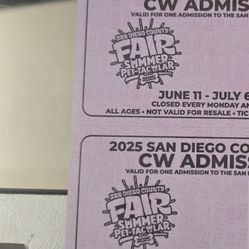 CW ADMIS
VALID FOR ONE ADMISSION TO THE SAN
SAN DIEGO COUNTY
FAIR
SUMMER
PET-TAC'ULAR
2025
JUNE 11 - JULY 6
CLOSED EVERY MONDAY AN
ALL AGES • NOT VALID FOR RESALE • TIC
2025 SAN DIEGO CO
CW ADMIS
VALID FOR ONE ADMISSION TO THE SAN
SAN DIEGO COUNTY
FAIR
SUMMER
PET-TAC'ULAR
2025